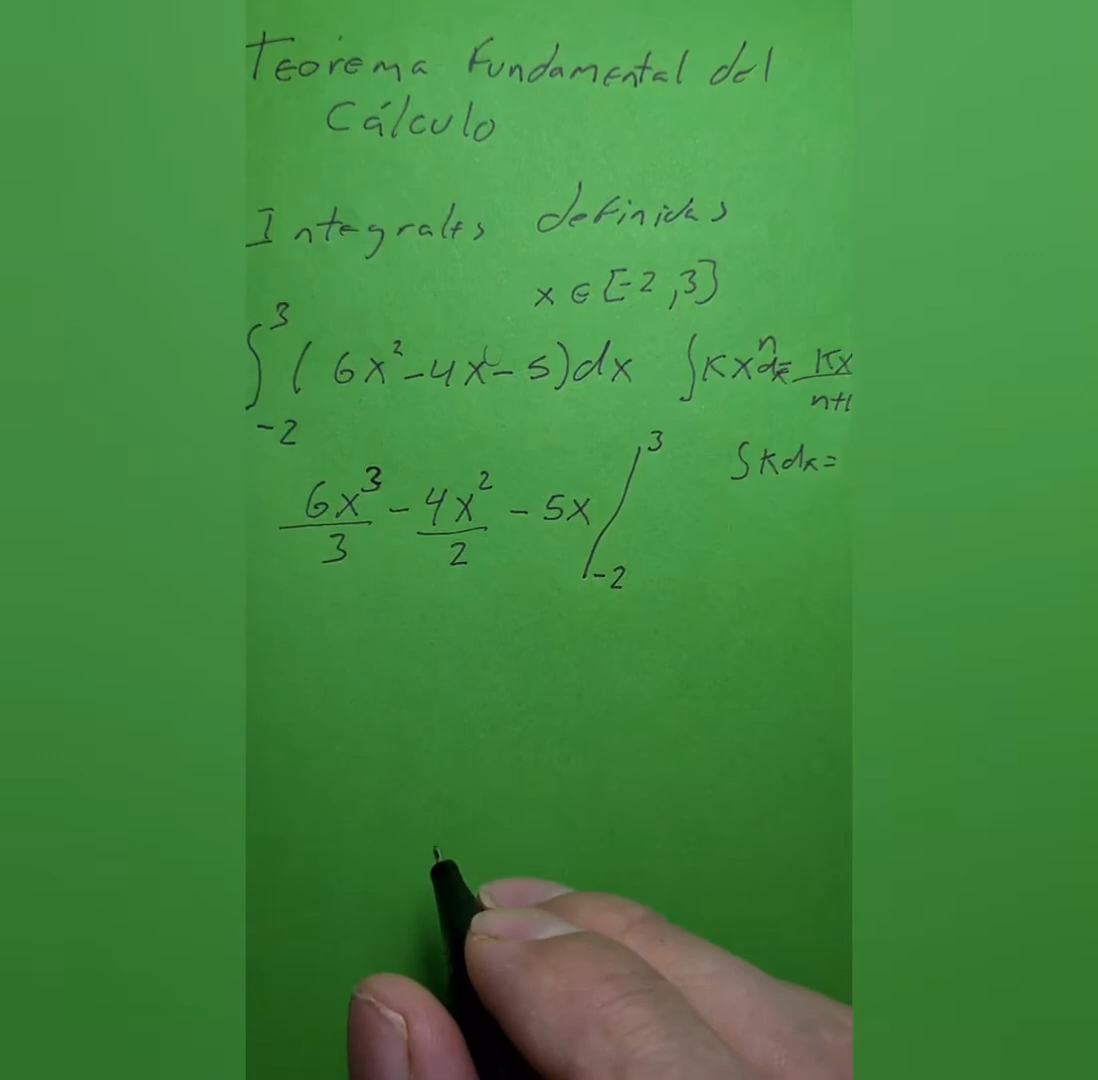 Teorema Fundamental del
Cálculo
Integrales definidas
x ∈ [-2,3]
∫₋₂³ (6x² - 4x¹ - 5)dx ∫Kxⁿdx = Kx/n+1
6x³/3 - 4x²/2 - 5x /₋₂³ ∫Kdx =